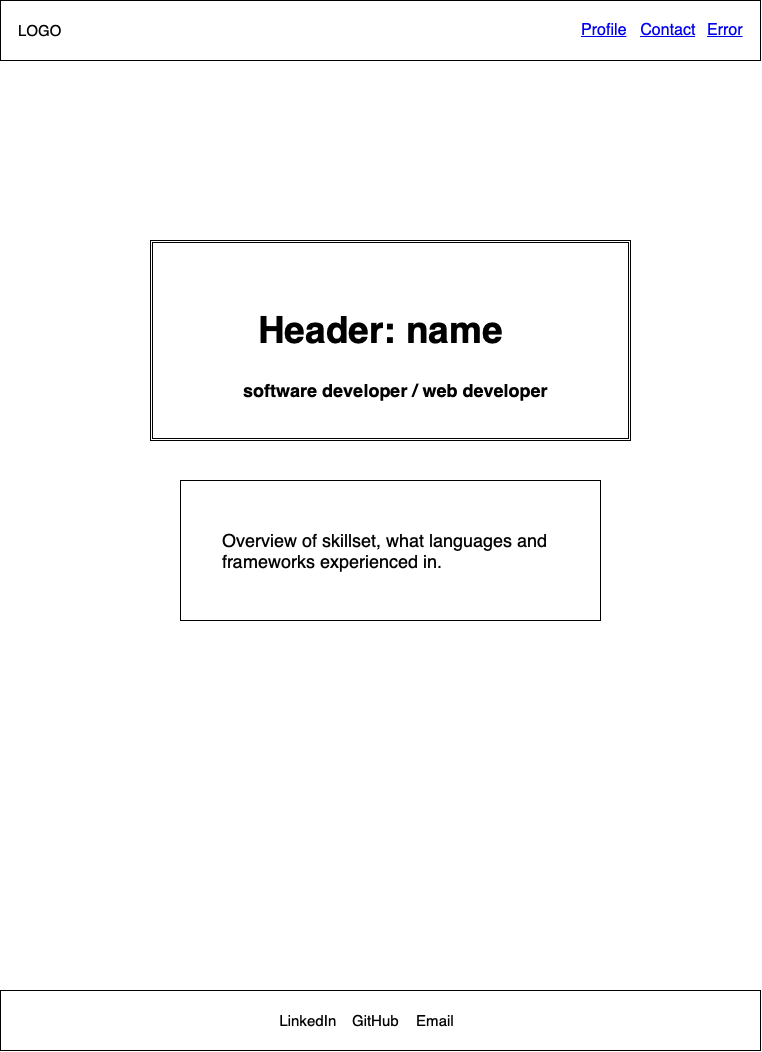 LOGO Profile Contact Error
Header: name
software developer / web developer
Overview of skillset, what languages and
frameworks experienced in.
LinkedIn GitHub Email